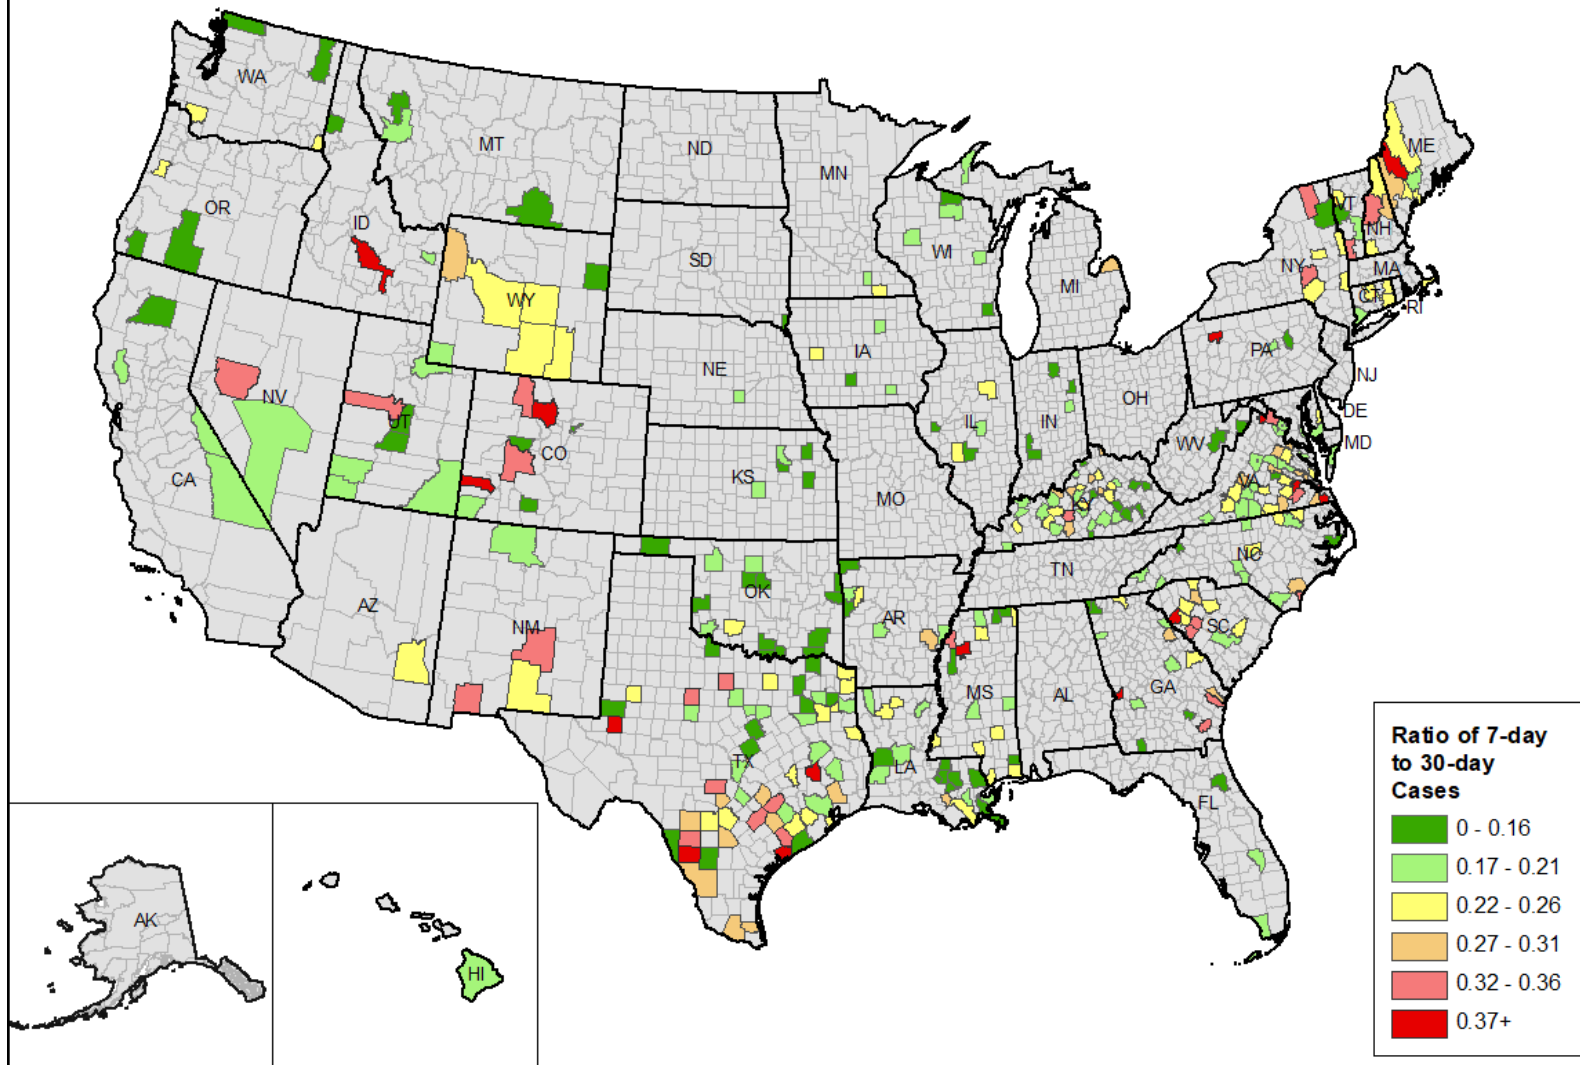 WA
MT
ND
MN
ME
OR
ID
SD
WI
MI
VT
NH
NY
MA
CT
RI
WY
IA
PA
NJ
NE
OH
NV
UT
CO
IL
IN
DE
MD
WV
CA
KS
MO
VA
TN
NC
AZ
NM
OK
AR
SC
MS
AL
GA
TX
LA
FL
AK
HI
Ratio of 7-day
to 30-day
Cases
0 - 0.16
0.17 - 0.21
0.22 - 0.26
0.27 - 0.31
0.32 - 0.36
0.37+